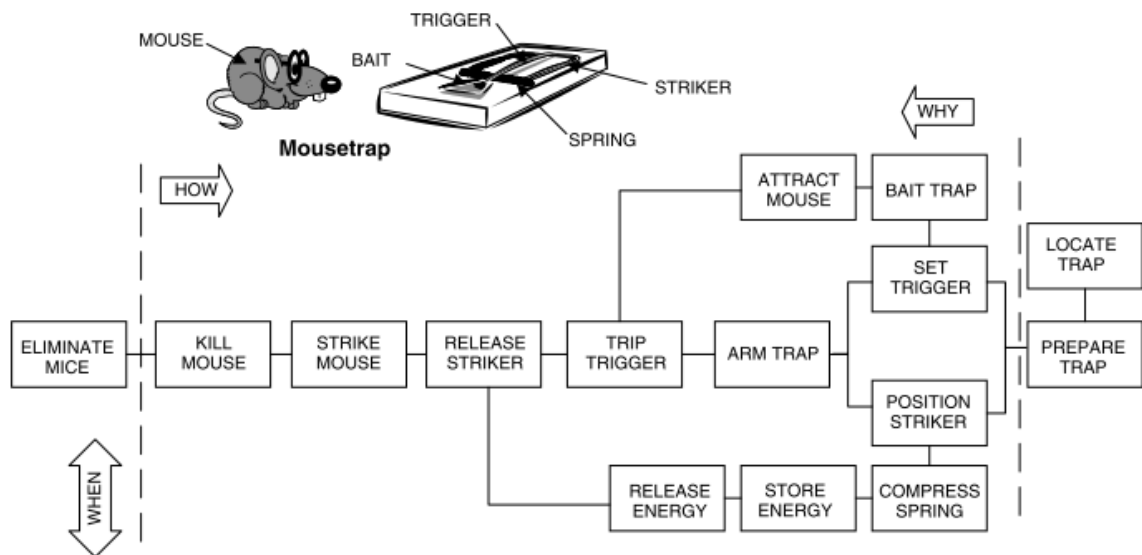 TRIGGER
MOUSE
BAIT
STRIKER
SPRING
Mousetrap
WHY
HOW
ATTRACT
MOUSE
BAIT TRAP
LOCATE
TRAP
SET
TRIGGER
ELIMINATE
MICE
KILL
MOUSE
STRIKE
MOUSE
RELEASE
STRIKER
TRIP
TRIGGER
ARM TRAP
PREPARE
TRAP
POSITION
STRIKER
WHEN
RELEASE
ENERGY
STORE
ENERGY
COMPRESS
SPRING